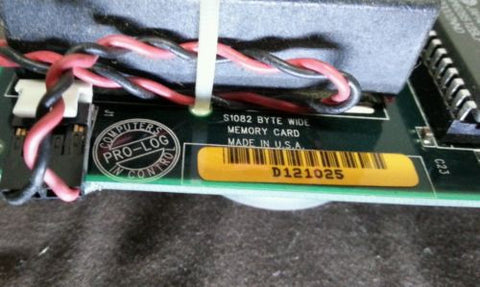 S1082 BYTE WIDE
MEMORY CARD
MADE IN U.S.A.
COMPUTERS
PRO-LOG
IN CONTROL
D121025
C23